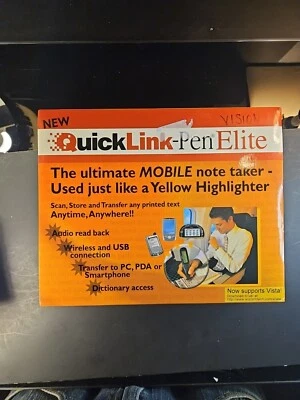 NEW
QuickLink-Pen Elite
The ultimate MOBILE note taker -
Used just like a Yellow Highlighter
Scan, Store and Transfer any printed text
Anytime, Anywhere!!
Audio read back
Wireless and USB
connection
Transfer to PC, PDA or
Smartphone
Dictionary access
Now supports Vista